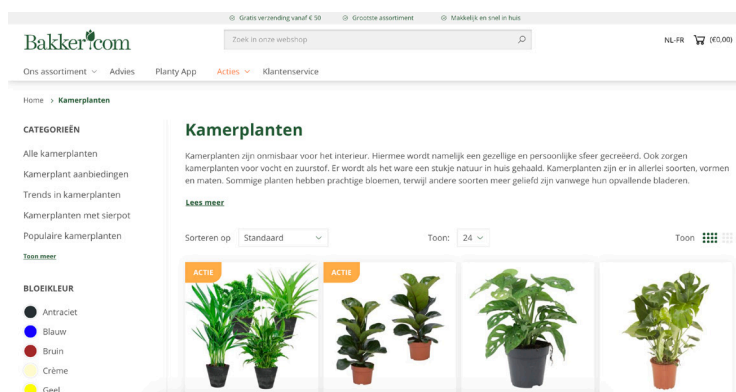 Gratis verzending vanaf € 50
Grootste assortiment
Makkelijk en snel in huis
Bakker.com
Zoek in onze webshop
NL-FR
(€0,00)
Ons assortiment
Advies
Planty App
Acties
Klantenservice
Home > Kamerplanten
CATEGORIEËN
Alle kamerplanten
Kamerplant aanbiedingen
Trends in kamerplanten
Kamerplanten met sierpot
Populaire kamerplanten
Toon meer
BLOEIKLEUR
Antraciet
Blauw
Bruin
Crème
Geel
Kamerplanten
Kamerplanten zijn onmisbaar voor het interieur. Hiermee wordt namelijk een gezellige en persoonlijke sfeer gecreëerd. Ook zorgen
kamerplanten voor vocht en zuurstof. Er wordt als het ware een stukje natuur in huis gehaald. Kamerplanten zijn er in allerlei soorten, vormen
en maten. Sommige planten hebben prachtige bloemen, terwijl andere soorten meer geliefd zijn vanwege hun opvallende bladeren.
Lees meer
Sorteren op
Standaard
Toon:
24
Toon
ACTIE
ACTIE